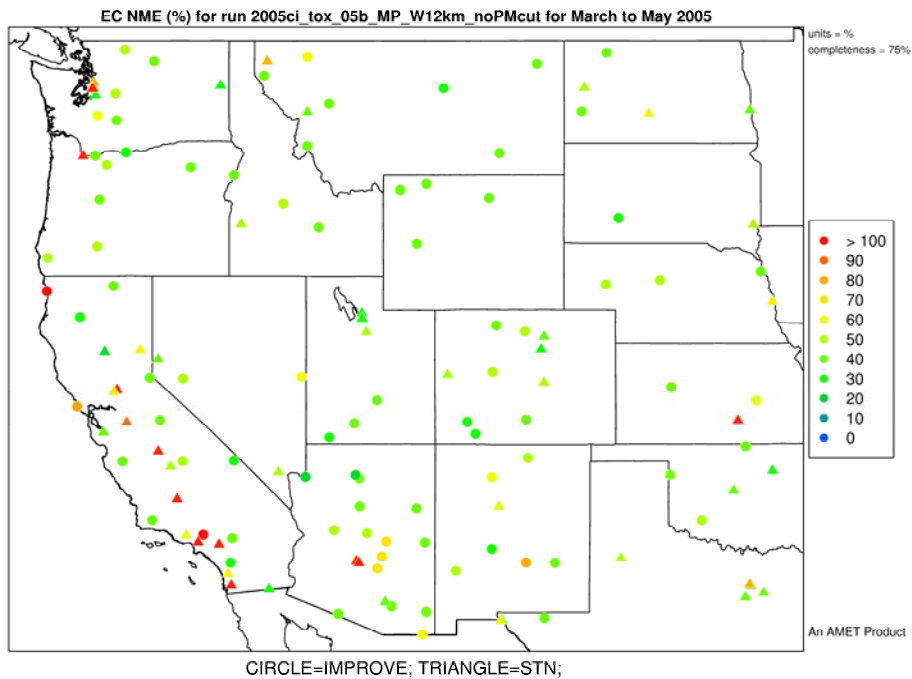 EC NME (%) for run 2005ci_tox_05b_MP_W12km_noPMcut for March to May 2005
units = %
completeness = 75%
> 100
90
80
70
60
50
40
30
20
10
0
An AMET Product
CIRCLE=IMPROVE; TRIANGLE=STN;